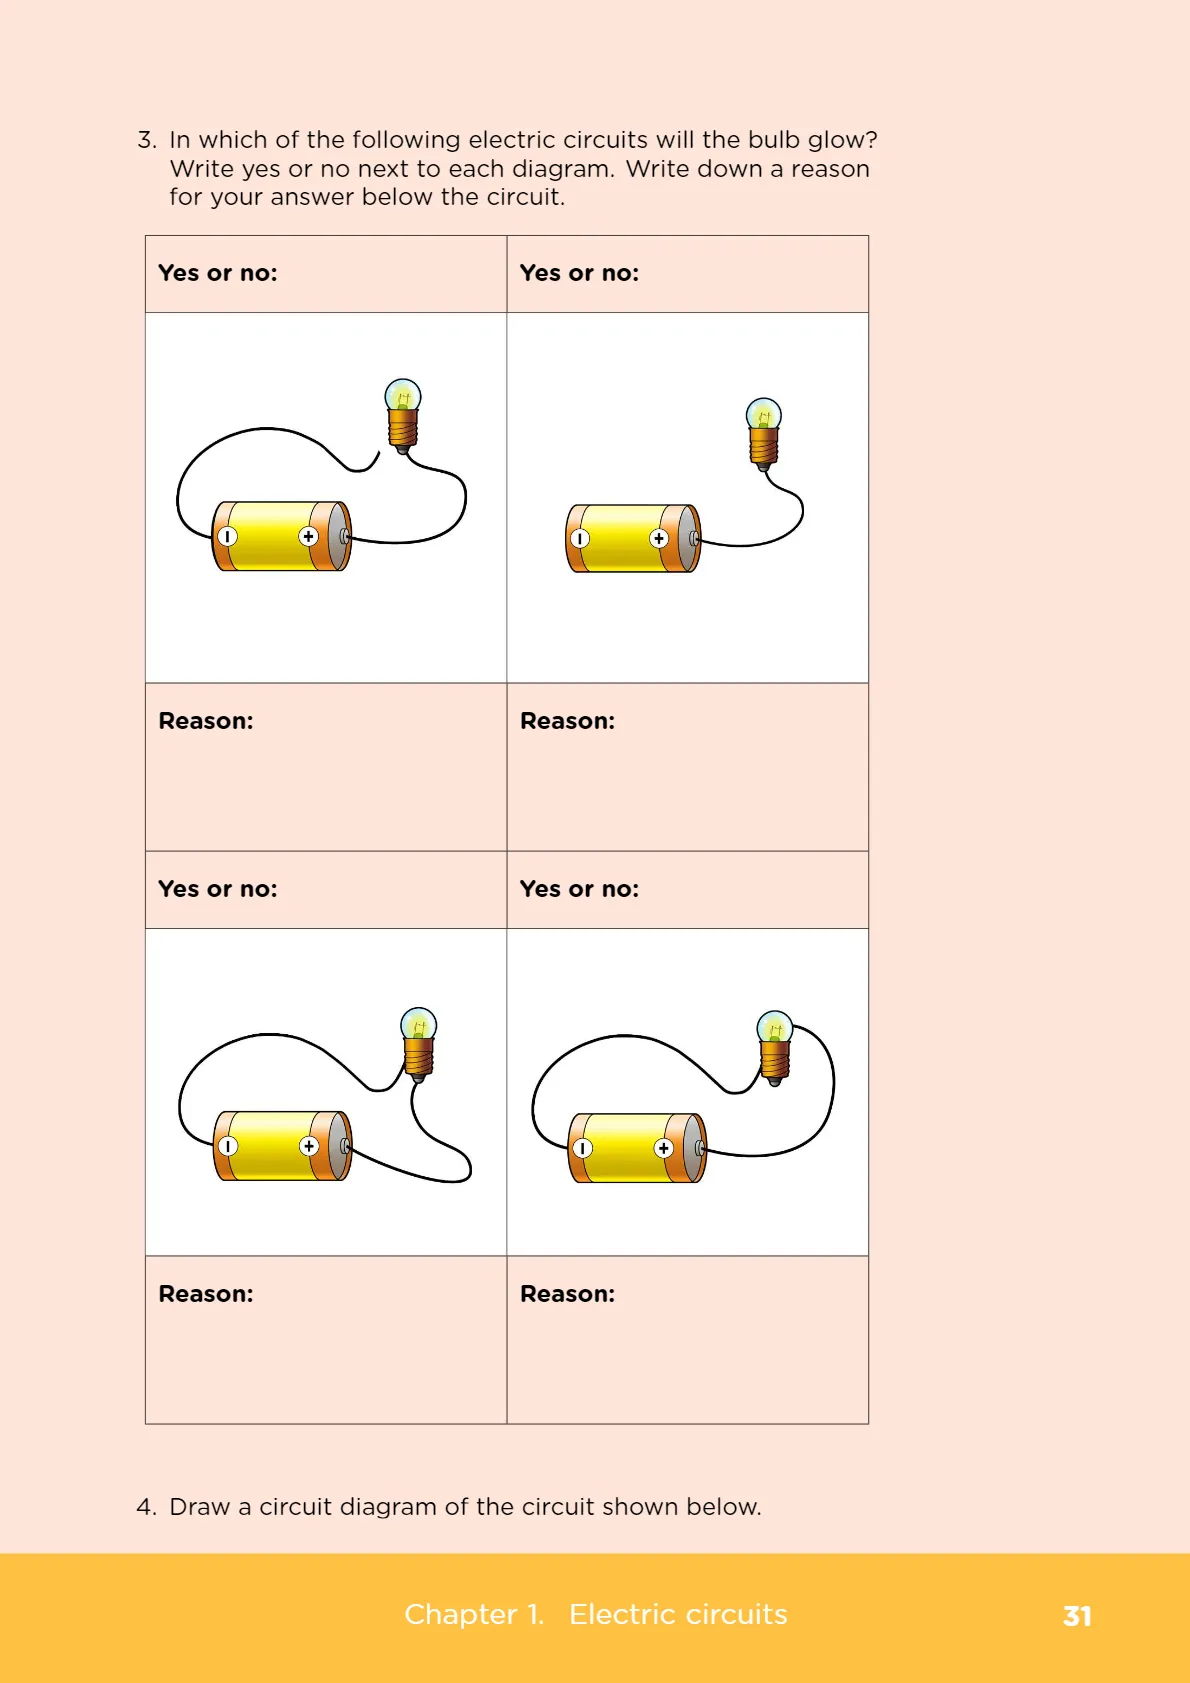 3. In which of the following electric circuits will the bulb glow?
Write yes or no next to each diagram. Write down a reason
for your answer below the circuit.
Yes or no:
Yes or no:
− +
− +
Reason:
Reason:
Yes or no:
Yes or no:
− +
− +
Reason:
Reason:
4. Draw a circuit diagram of the circuit shown below.
Chapter 1. Electric circuits
31